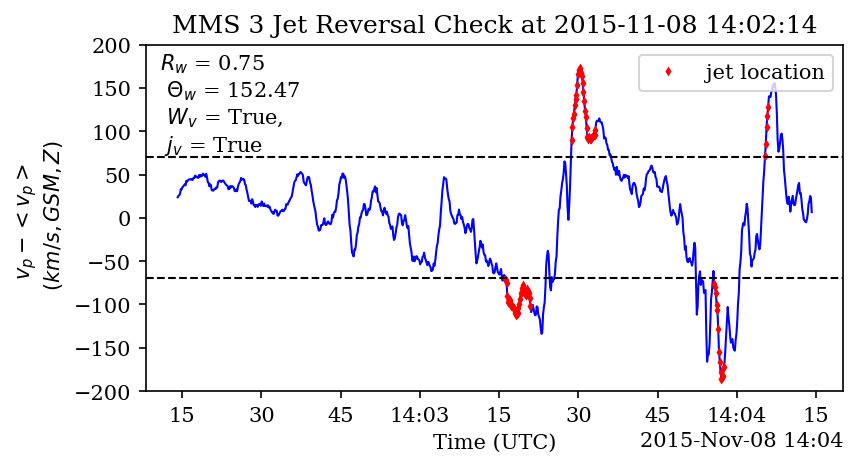 MMS 3 Jet Reversal Check at 2015-11-08 14:02:14
R_w = 0.75
Θ_w = 152.47
W_v = True,
j_v = True
jet location
v_p − < v_p >
(km/s, GSM, Z)
200
150
100
50
0
−50
−100
−150
−200
15 30 45 14:03 15 30 45 14:04 15
Time (UTC)
2015-Nov-08 14:04